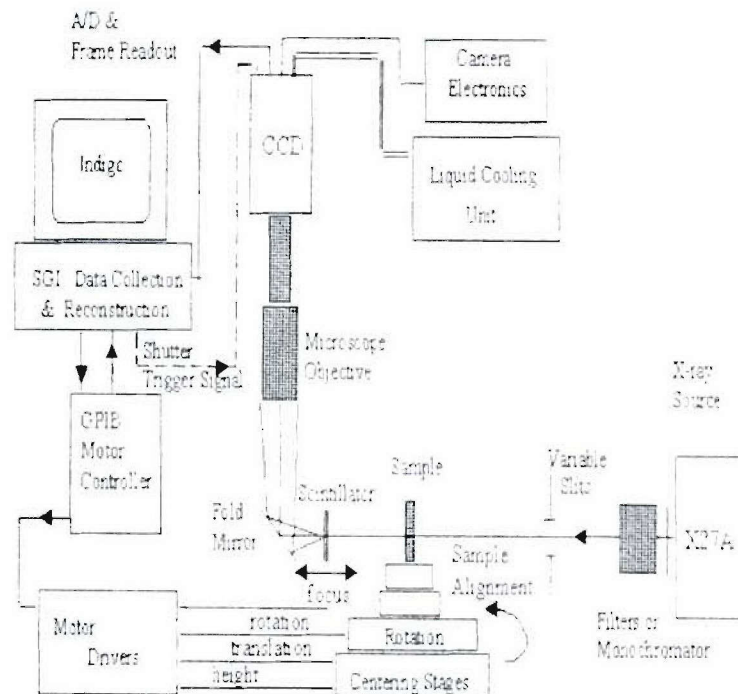 A/D &
Frame Readout
Camera
Electronics
CCD
Indigo
Liquid Cooling
Unit
SGI Data Collection
& Reconstruction
Shutter
Trigger Signal
Microscope
Objective
X-ray
Source
GPIB
Motor
Controller
Sample
Variable
Slits
Scintillator
Fold
Mirror
X27A
Sample
Alignment
focus
Filters or
Monochromator
Motor
Drivers
rotation
Rotation
translation
height
Centering Stages